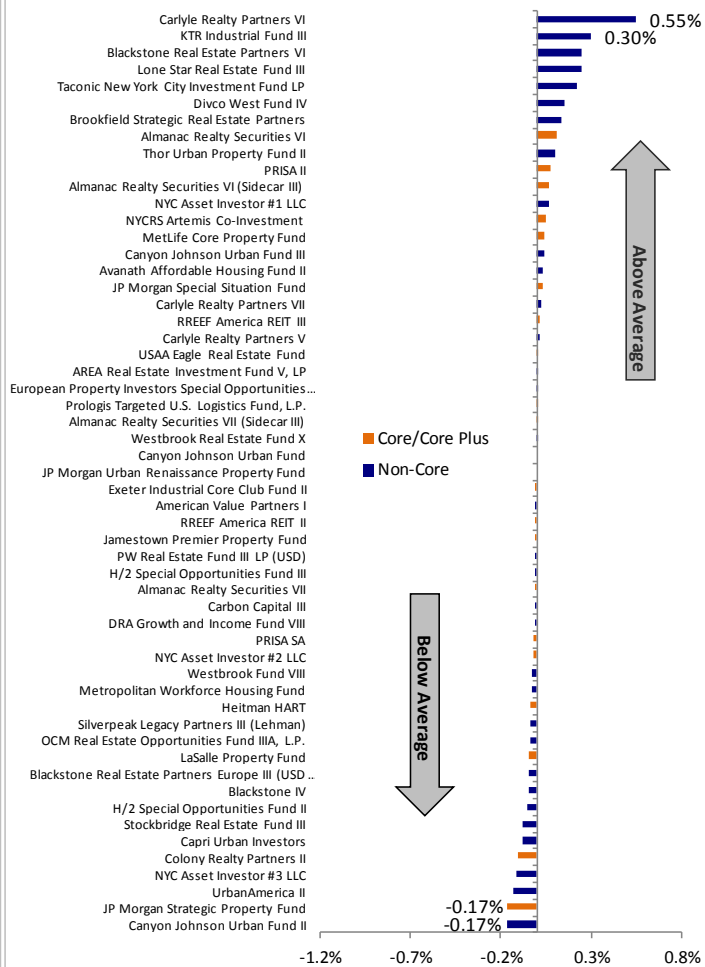 Carlyle Realty Partners VI
0.55%
KTR Industrial Fund III
0.30%
Blackstone Real Estate Partners VI
Lone Star Real Estate Fund III
Taconic New York City Investment Fund LP
Divco West Fund IV
Brookfield Strategic Real Estate Partners
Almanac Realty Securities VI
Thor Urban Property Fund II
PRISA II
Almanac Realty Securities VI (Sidecar III)
NYC Asset Investor #1 LLC
NYCRS Artemis Co-Investment
MetLife Core Property Fund
Canyon Johnson Urban Fund III
Avanath Affordable Housing Fund II
JP Morgan Special Situation Fund
Carlyle Realty Partners VII
RREEF America REIT III
Carlyle Realty Partners V
USAA Eagle Real Estate Fund
AREA Real Estate Investment Fund V, LP
European Property Investors Special Opportunities...
Prologis Targeted U.S. Logistics Fund, L.P.
Almanac Realty Securities VII (Sidecar III)
Westbrook Real Estate Fund X
Canyon Johnson Urban Fund
JP Morgan Urban Renaissance Property Fund
Exeter Industrial Core Club Fund II
American Value Partners I
RREEF America REIT II
Jamestown Premier Property Fund
PW Real Estate Fund III LP (USD)
H/2 Special Opportunities Fund III
Almanac Realty Securities VII
Carbon Capital III
DRA Growth and Income Fund VIII
PRISA SA
NYC Asset Investor #2 LLC
Westbrook Fund VIII
Metropolitan Workforce Housing Fund
Heitman HART
Silverpeak Legacy Partners III (Lehman)
OCM Real Estate Opportunities Fund IIIA, L.P.
LaSalle Property Fund
Blackstone Real Estate Partners Europe III (USD ..
Blackstone IV
H/2 Special Opportunities Fund II
Stockbridge Real Estate Fund III
Capri Urban Investors
Colony Realty Partners II
NYC Asset Investor #3 LLC
UrbanAmerica II
JP Morgan Strategic Property Fund
-0.17%
Canyon Johnson Urban Fund II
-0.17%
Above Average
Core/Core Plus
Non-Core
Below Average
-1.2%
-0.7%
-0.2%
0.3%
0.8%